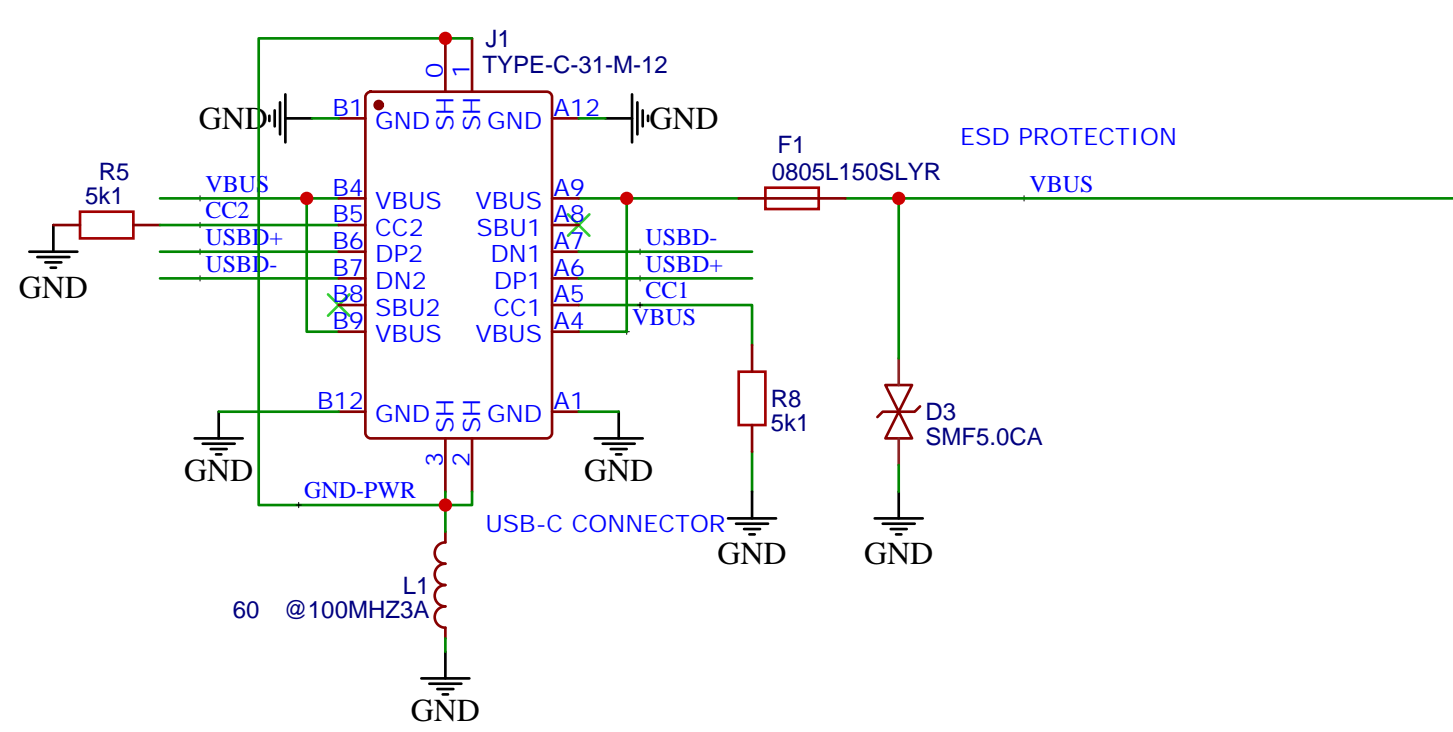 J1
TYPE-C-31-M-12
0
1
GND
B1
GND
SH
SH
GND
A12
GND
ESD PROTECTION
F1
0805L150SLYR
R5
5k1
VBUS
B4
VBUS
VBUS
A9
VBUS
CC2
B5
CC2
SBU1
A8
USBD+
B6
DP2
DN1
A7
USBD-
USBD-
B7
DN2
DP1
A6
USBD+
GND
B8
SBU2
CC1
A5
CC1
B9
VBUS
VBUS
A4
VBUS
B12
GND
SH
SH
GND
A1
R8
5k1
D3
SMF5.0CA
GND
3
2
GND
GND-PWR
USB-C CONNECTOR
GND
GND
L1
60 @100MHZ3A
GND